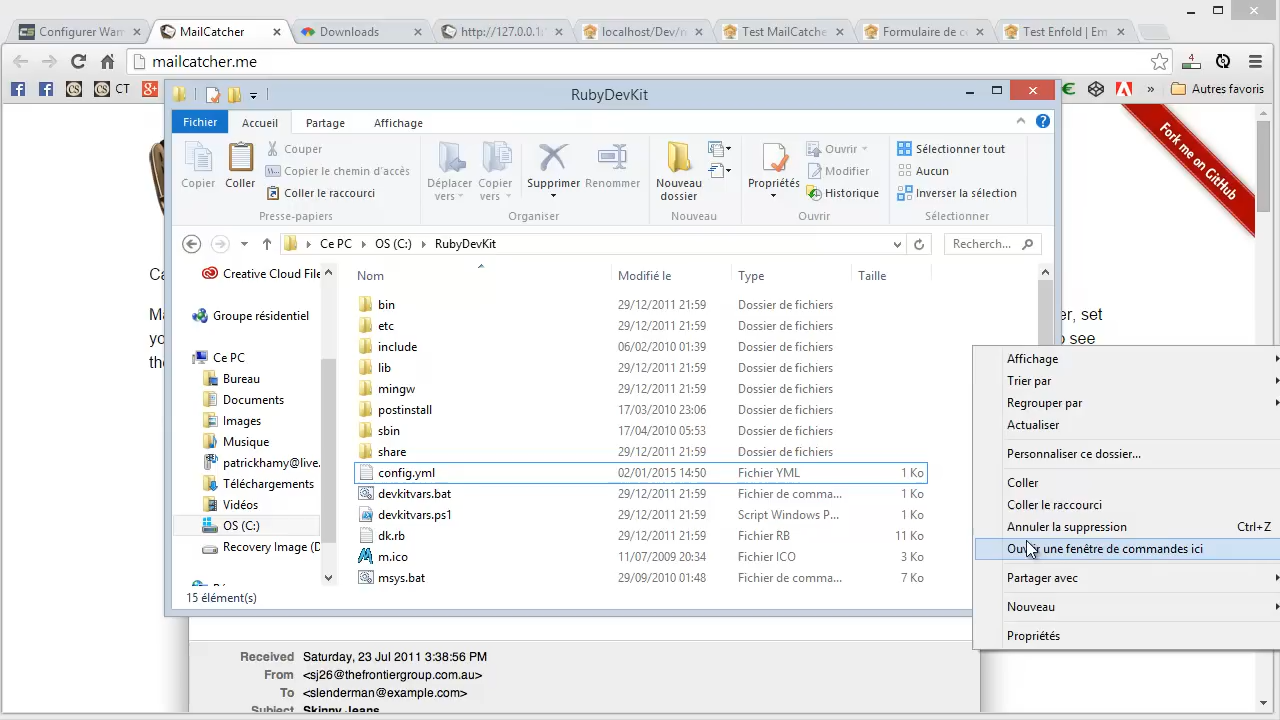 Configurer Wam
MailCatcher
Downloads
http://127.0.0.1:
localhost/Dev/
Test MailCatche
Formulaire de c
Test Enfold | Em
mailcatcher.me
4
CT
»
Autres favoris
RubyDevKit
Fichier
Accueil
Partage
Affichage
Copier
Coller
Couper
Copier le chemin d'accès
Coller le raccourci
Presse-papiers
Déplacer vers
Copier vers
Supprimer
Renommer
Organiser
Nouveau dossier
Nouveau
Propriétés
Ouvrir
Modifier
Historique
Ouvrir
Sélectionner tout
Aucun
Inverser la sélection
Sélectionner
Fork me on GitHub
Ce PC
OS (C:)
RubyDevKit
Recherch...
Creative Cloud File
Groupe résidentiel
Ce PC
Bureau
Documents
Images
Musique
patrickhamy@live.
Téléchargements
Vidéos
OS (C:)
Recovery Image (D
Nom Modifié le Type Taille
bin 29/12/2011 21:59 Dossier de fichiers
etc 29/12/2011 21:59 Dossier de fichiers
include 06/02/2010 01:39 Dossier de fichiers
lib 29/12/2011 21:59 Dossier de fichiers
mingw 29/12/2011 21:59 Dossier de fichiers
postinstall 17/03/2010 23:06 Dossier de fichiers
sbin 17/04/2010 05:53 Dossier de fichiers
share 29/12/2011 21:59 Dossier de fichiers
config.yml 02/01/2015 14:50 Fichier YML 1 Ko
devkitvars.bat 29/12/2011 21:59 Fichier de comma... 1 Ko
devkitvars.ps1 29/12/2011 21:59 Script Windows P... 1 Ko
dk.rb 29/12/2011 21:59 Fichier RB 11 Ko
m.ico 11/07/2009 20:34 Fichier ICO 3 Ko
msys.bat 29/09/2010 01:48 Fichier de comma... 7 Ko
15 élément(s)
er, set
see
Affichage
Trier par
Regrouper par
Actualiser
Personnaliser ce dossier...
Coller
Coller le raccourci
Annuler la suppression Ctrl+Z
Ouvrir une fenêtre de commandes ici
Partager avec
Nouveau
Propriétés
Received Saturday, 23 Jul 2011 3:38:56 PM
From <sj26@thefrontiergroup.com.au>
To <slenderman@example.com>
Subject Skinny Jeans